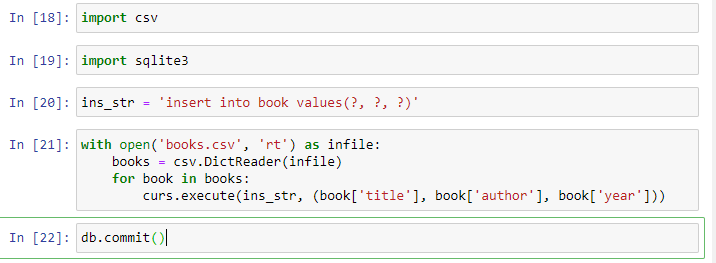 In [18]: import csv
In [19]: import sqlite3
In [20]: ins_str = 'insert into book values(?, ?, ?)'
In [21]: with open('books.csv', 'rt') as infile:
    books = csv.DictReader(infile)
    for book in books:
        curs.execute(ins_str, (book['title'], book['author'], book['year']))
In [22]: db.commit()